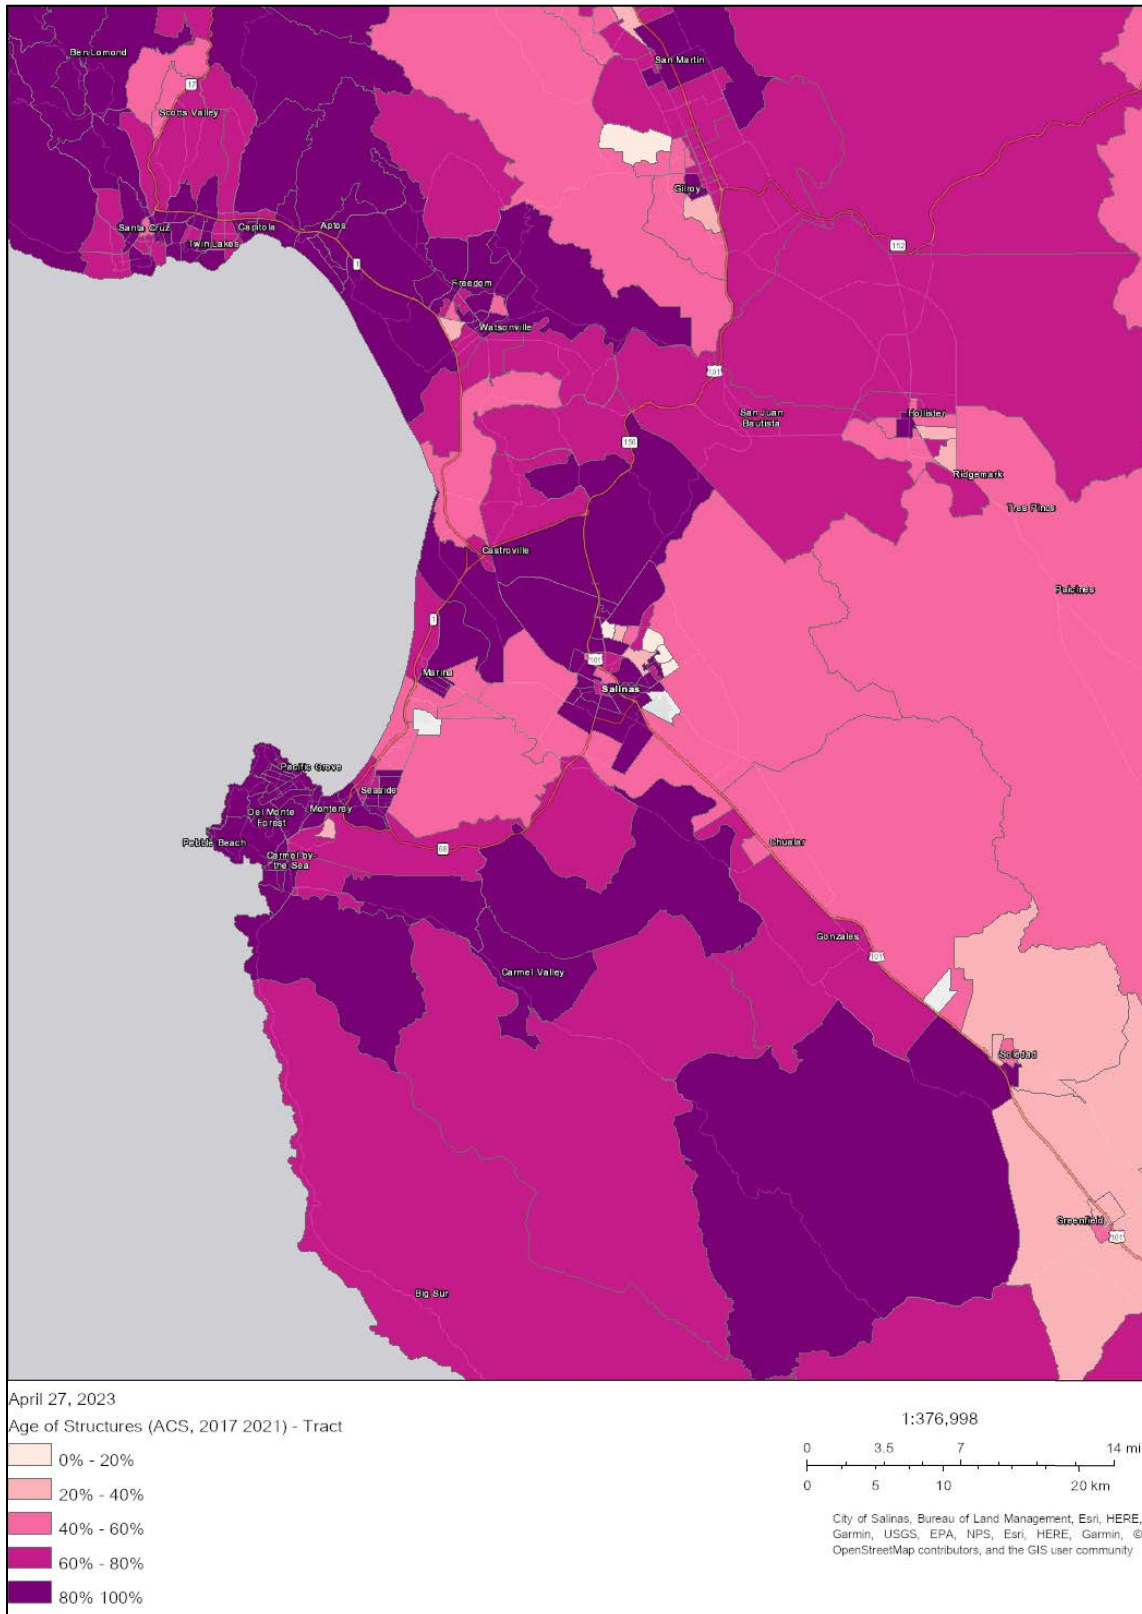 San Martin
Ben Lomond
17
Scotts Valley
Gilroy
Santa Cruz
Capitola
Aptos
Twin Lakes
152
1
Freedom
Watsonville
101
San Juan
Bautista
Hollister
156
Ridgemark
Tres Pinos
Castroville
Paicines
1
101
Marina
Salinas
Pacific Grove
Seaside
Del Monte
Forest
Monterey
Pebble Beach
68
Chualar
Carmel-by-
the Sea
Gonzales
101
Carmel Valley
Soledad
Greenfield
101
Big Sur
April 27, 2023
Age of Structures (ACS, 2017 2021) - Tract
0% - 20%
20% - 40%
40% - 60%
60% - 80%
80% 100%
1:376,998
0 3.5 7 14 mi
0 5 10 20 km
City of Salinas, Bureau of Land Management, Esri, HERE,
Garmin, USGS, EPA, NPS, Esri, HERE, Garmin, ©
OpenStreetMap contributors, and the GIS user community